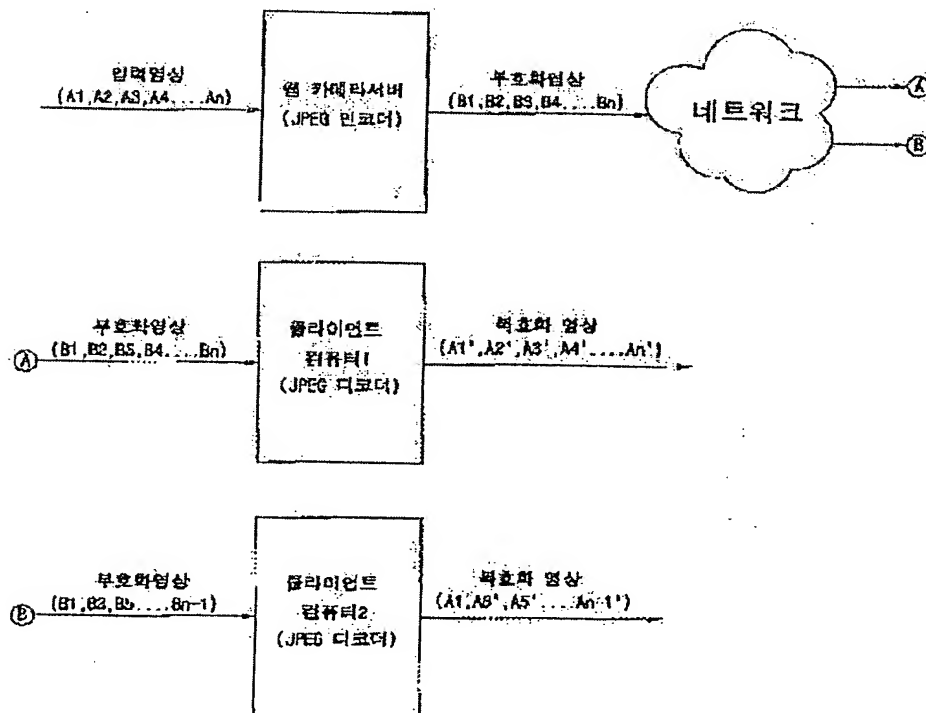 입력영상
(A1,A2,A3,A4....An)
웹 카메라서버
(JPEG 인코더)
부호화영상
(B1,B2,B3,B4....Bn)
네트워크
A
B
부호화영상
(B1,B2,B5,B4....Bn)
A
클라이언트
컴퓨터1
(JPEG 디코더)
복호화 영상
(A1',A2',A3',A4'....An')
부호화영상
(B1,B3,B5....Bn-1)
B
클라이언트
컴퓨터2
(JPEG 디코더)
복호화 영상
(A1,A3',A5'....An-1')